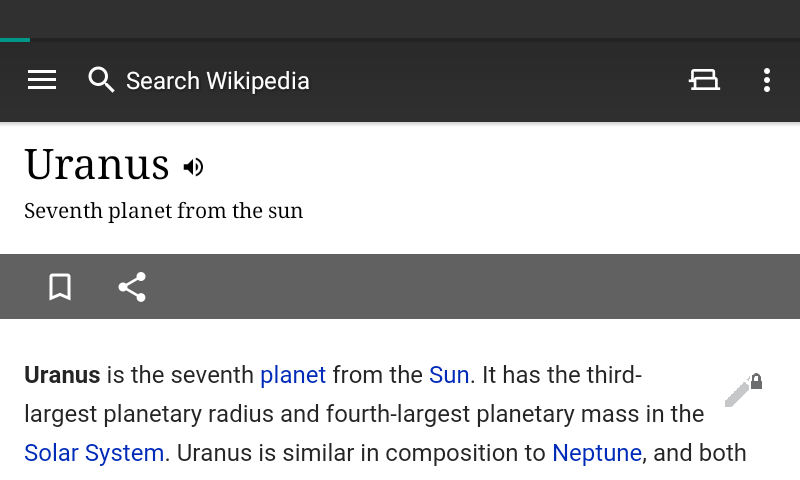 Search Wikipedia
Uranus
Seventh planet from the sun
Uranus is the seventh planet from the Sun. It has the third-
largest planetary radius and fourth-largest planetary mass in the
Solar System. Uranus is similar in composition to Neptune, and both